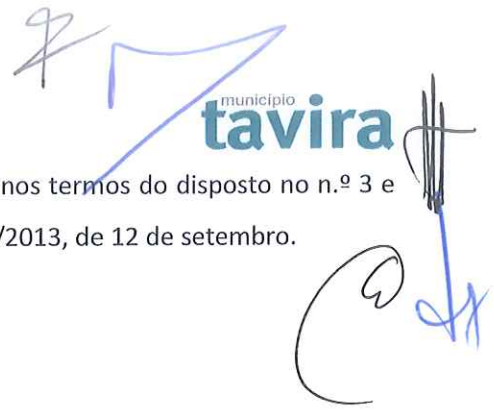 município
tavira
nos termos do disposto no n.º 3 e
/2013, de 12 de setembro.